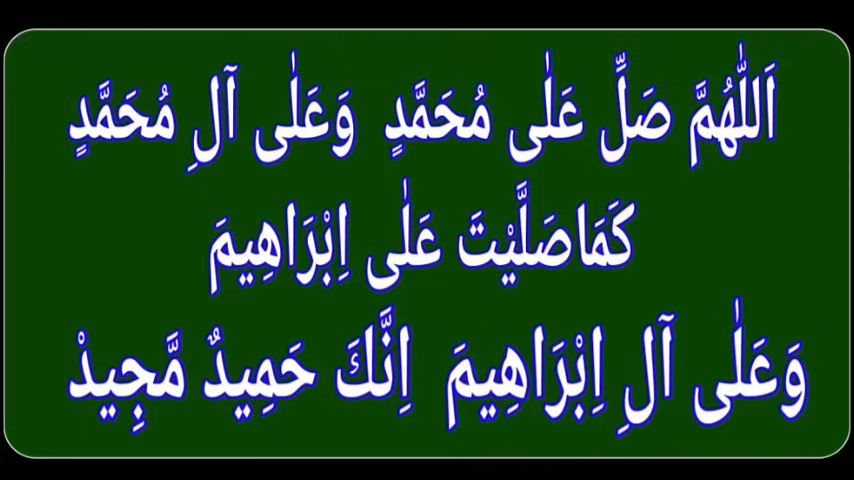 اَللّٰهُمَّ صَلِّ عَلٰى مُحَمَّدٍ وَعَلٰى آلِ مُحَمَّدٍ
كَمَاصَلَّيْتَ عَلٰى اِبْرَاهِيمَ
وَعَلٰى آلِ اِبْرَاهِيمَ اِنَّكَ حَمِيدٌ مَّجِيدْ